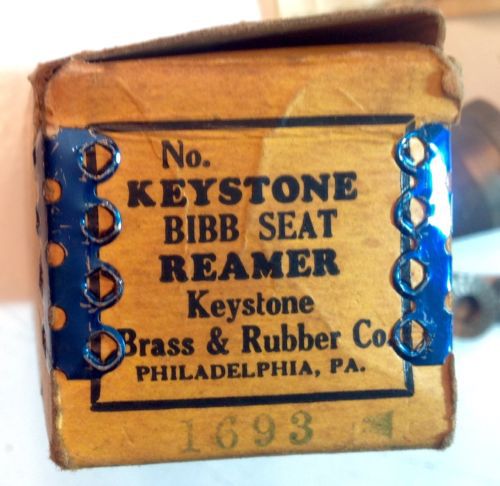 No.
KEYSTONE
BIBB SEAT
REAMER
Keystone
Brass & Rubber Co
PHILADELPHIA, PA.
1693